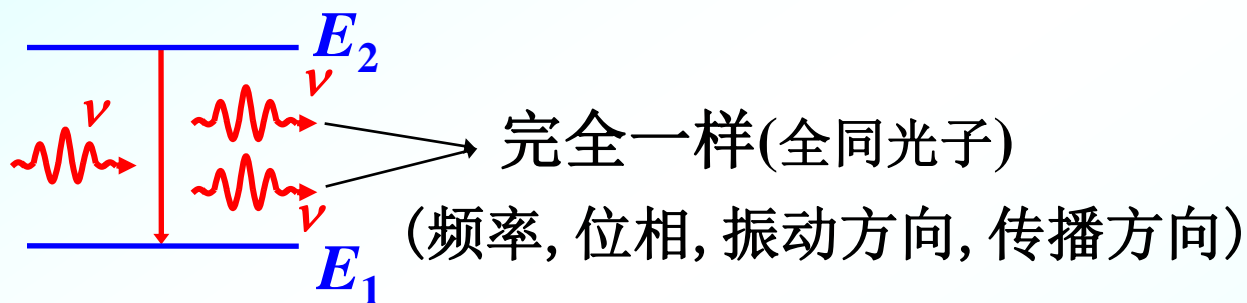 E₂
ν
ν
完全一样(全同光子)
ν
(频率, 位相, 振动方向, 传播方向)
E₁